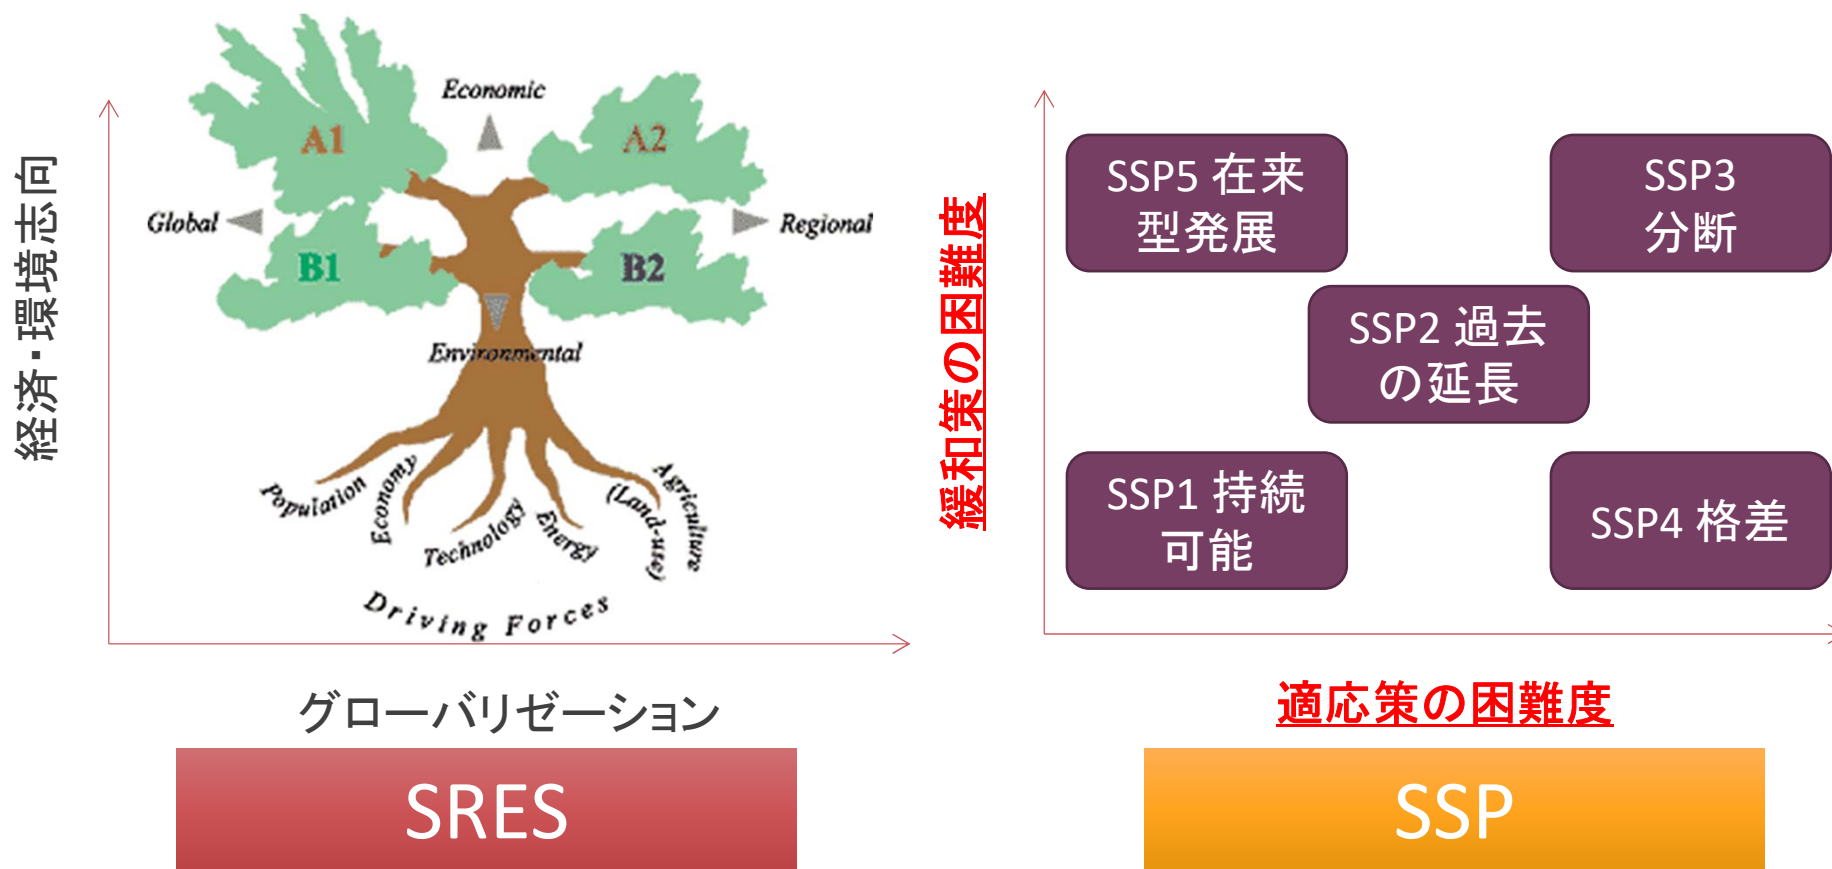 経済・環境志向
Economic
A1
A2
Global
Regional
B1
B2
Environmental
Population
Economy
Technology
Energy
(Land-use)
Agriculture
Driving Forces
グローバリゼーション
SRES
緩和策の困難度
SSP5 在来
型発展
SSP3
分断
SSP2 過去
の延長
SSP1 持続
可能
SSP4 格差
適応策の困難度
SSP